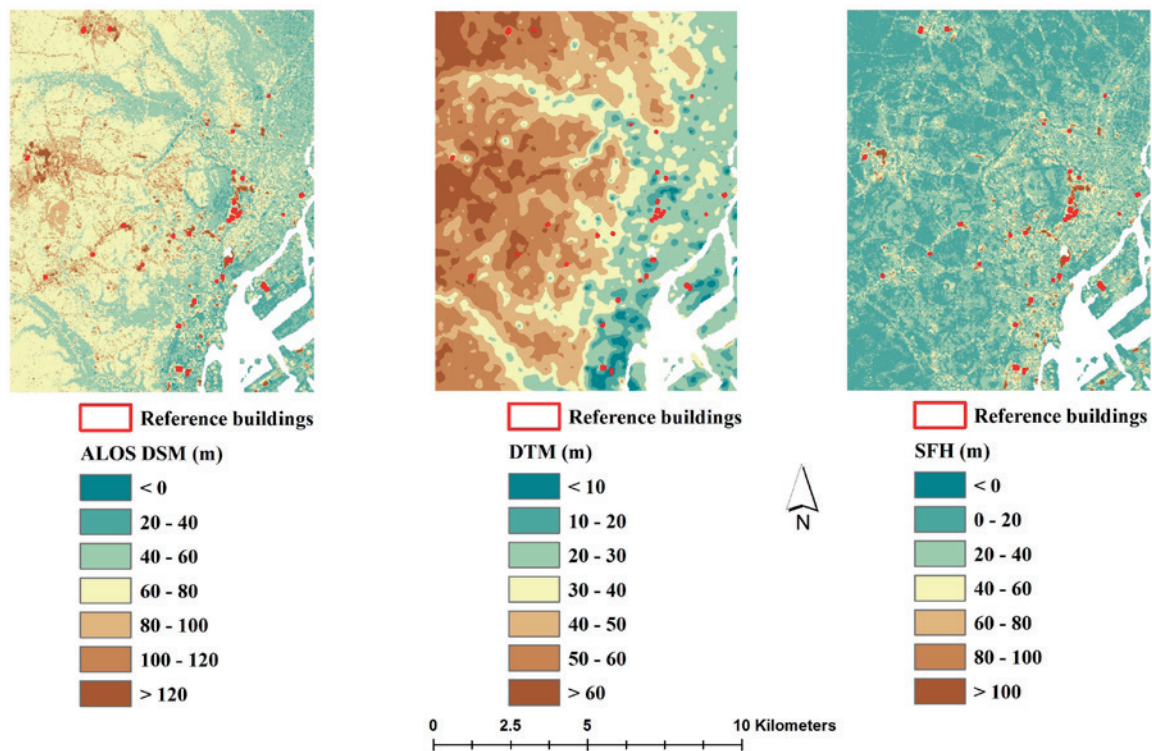 Reference buildings
ALOS DSM (m)
< 0
20 - 40
40 - 60
60 - 80
80 - 100
100 - 120
> 120
Reference buildings
DTM (m)
< 10
10 - 20
20 - 30
30 - 40
40 - 50
50 - 60
> 60
N
Reference buildings
SFH (m)
< 0
0 - 20
20 - 40
40 - 60
60 - 80
80 - 100
> 100
0 2.5 5 10 Kilometers